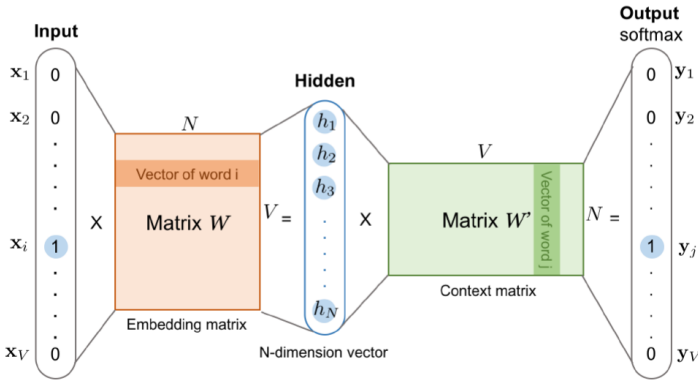 Input
x1 0
x2 0
xi 1
xV 0
X
N
Vector of word i
Matrix W
V =
Embedding matrix
Hidden
h1
h2
h3
hN
N-dimension vector
X
V
Matrix W'
Vector of word j
N =
Context matrix
Output
softmax
0 y1
0 y2
1 yj
0 yV